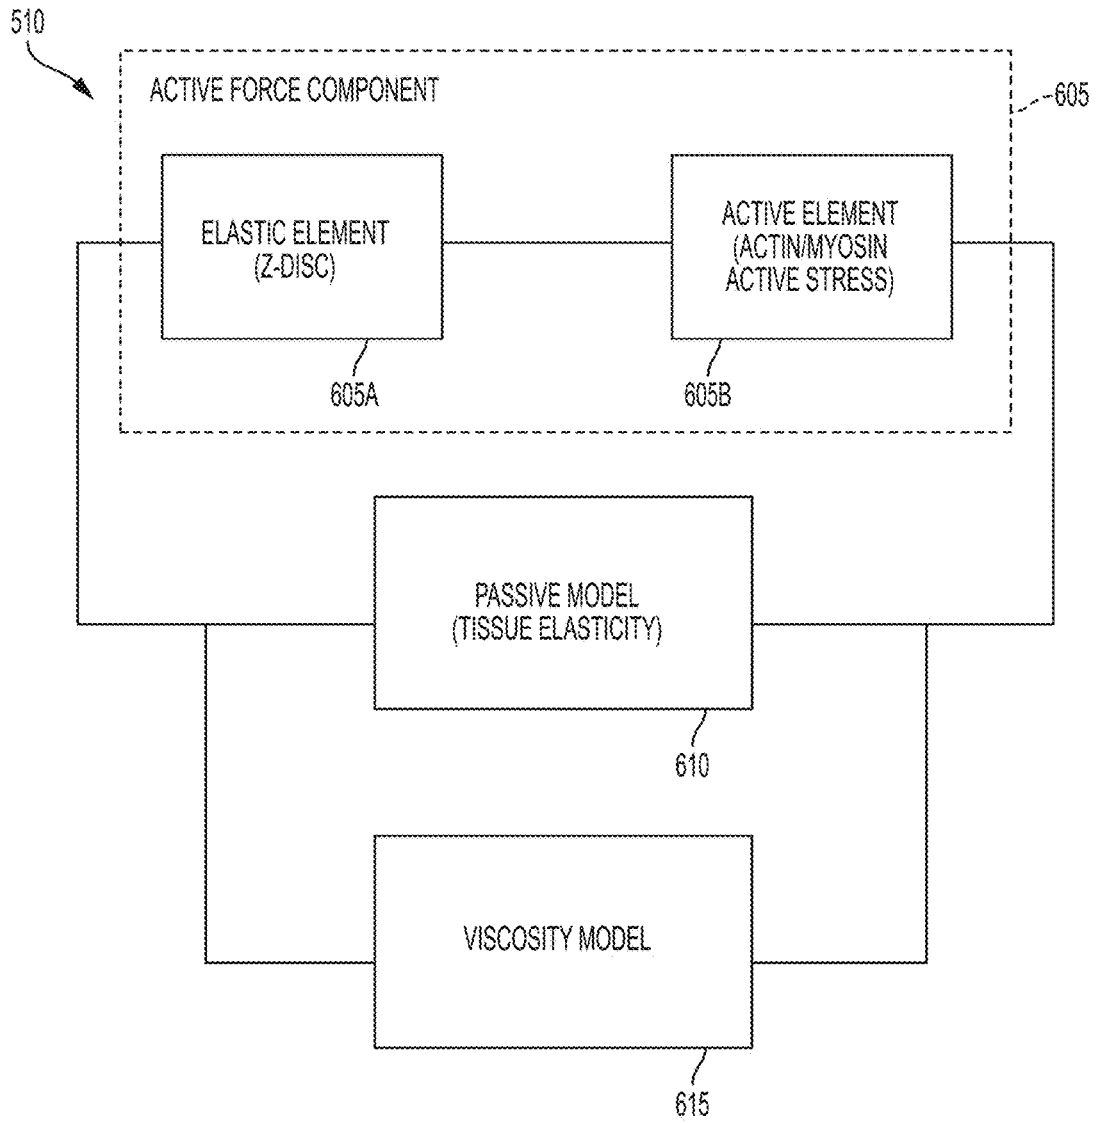 510
ACTIVE FORCE COMPONENT
605
ELASTIC ELEMENT
(Z-DISC)
ACTIVE ELEMENT
(ACTIN/MYOSIN
ACTIVE STRESS)
605A
605B
PASSIVE MODEL
(TISSUE ELASTICITY)
610
VISCOSITY MODEL
615